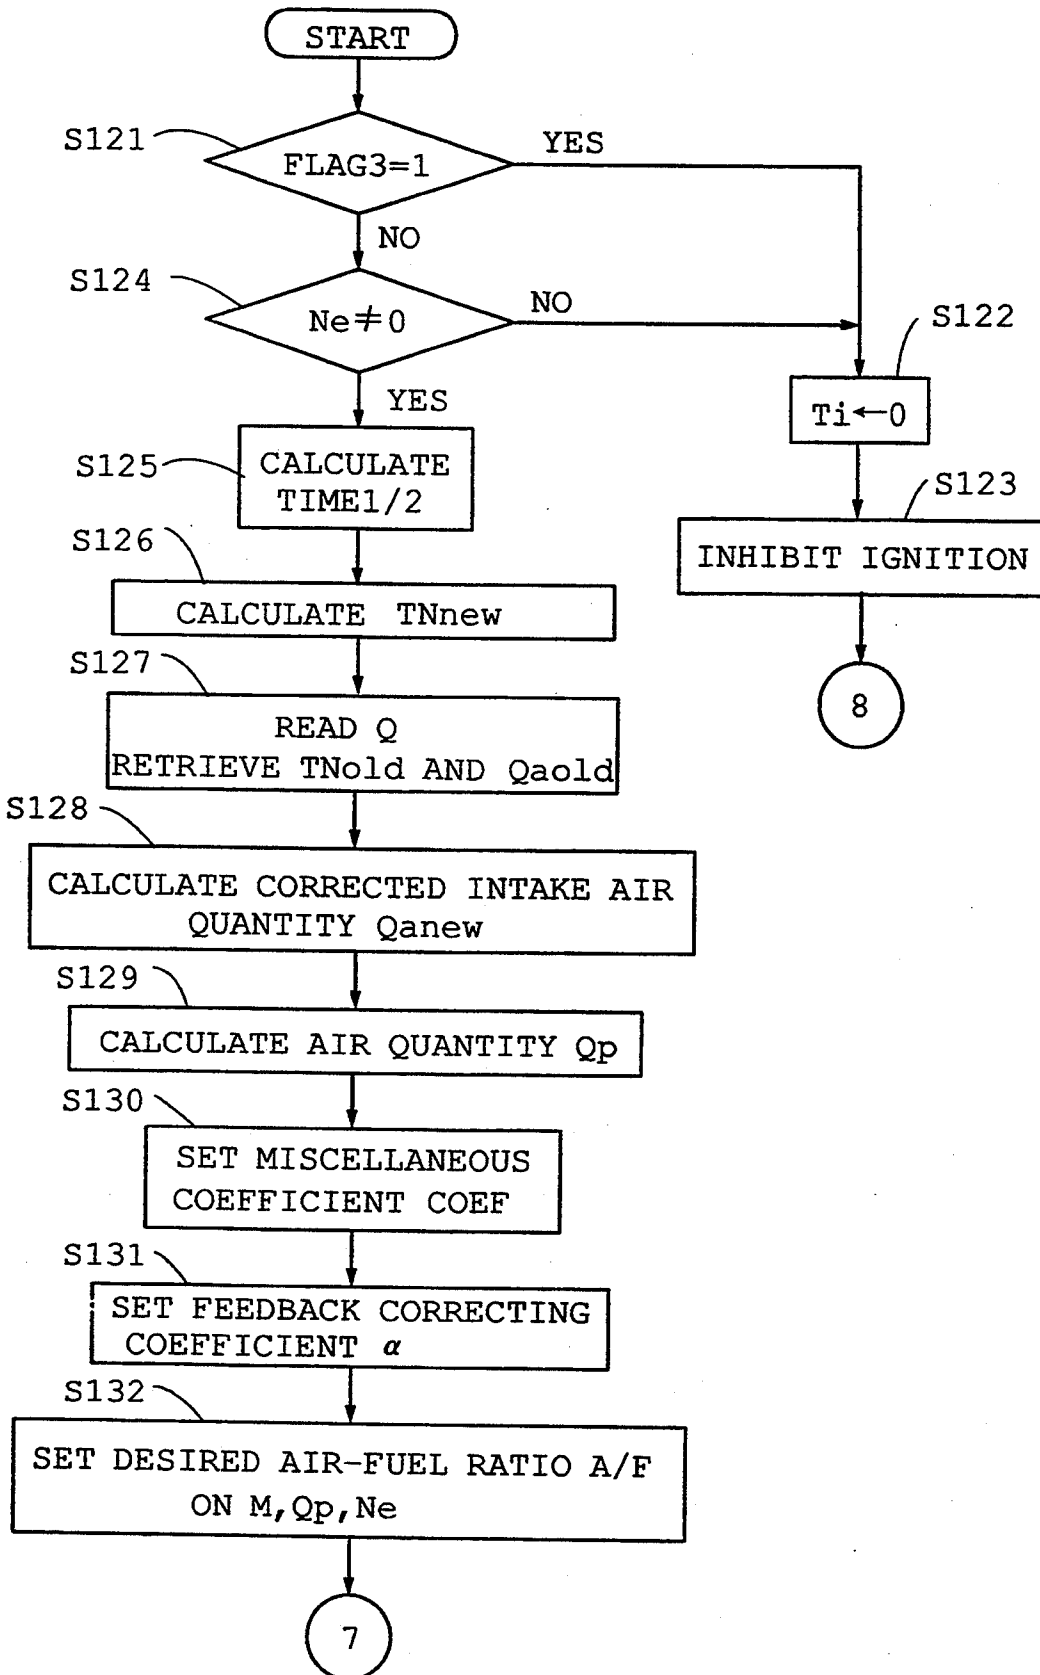 START
S121
FLAG3=1
YES
NO
S124
Ne≠0
NO
YES
S122
Ti←0
S123
INHIBIT IGNITION
8
S125
CALCULATE
TIME1/2
S126
CALCULATE TNnew
S127
READ Q
RETRIEVE TNold AND Qaold
S128
CALCULATE CORRECTED INTAKE AIR
QUANTITY Qanew
S129
CALCULATE AIR QUANTITY Qp
S130
SET MISCELLANEOUS
COEFFICIENT COEF
S131
SET FEEDBACK CORRECTING
COEFFICIENT α
S132
SET DESIRED AIR-FUEL RATIO A/F
ON M,Qp,Ne
7